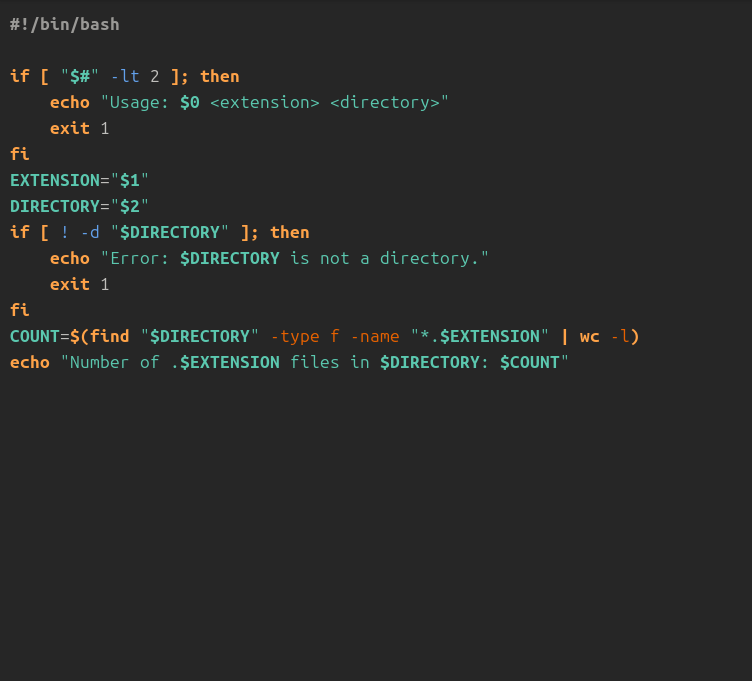 #!/bin/bash

if [ "$#" -lt 2 ]; then
    echo "Usage: $0 <extension> <directory>"
    exit 1
fi
EXTENSION="$1"
DIRECTORY="$2"
if [ ! -d "$DIRECTORY" ]; then
    echo "Error: $DIRECTORY is not a directory."
    exit 1
fi
COUNT=$(find "$DIRECTORY" -type f -name "*.$EXTENSION" | wc -l)
echo "Number of .$EXTENSION files in $DIRECTORY: $COUNT"